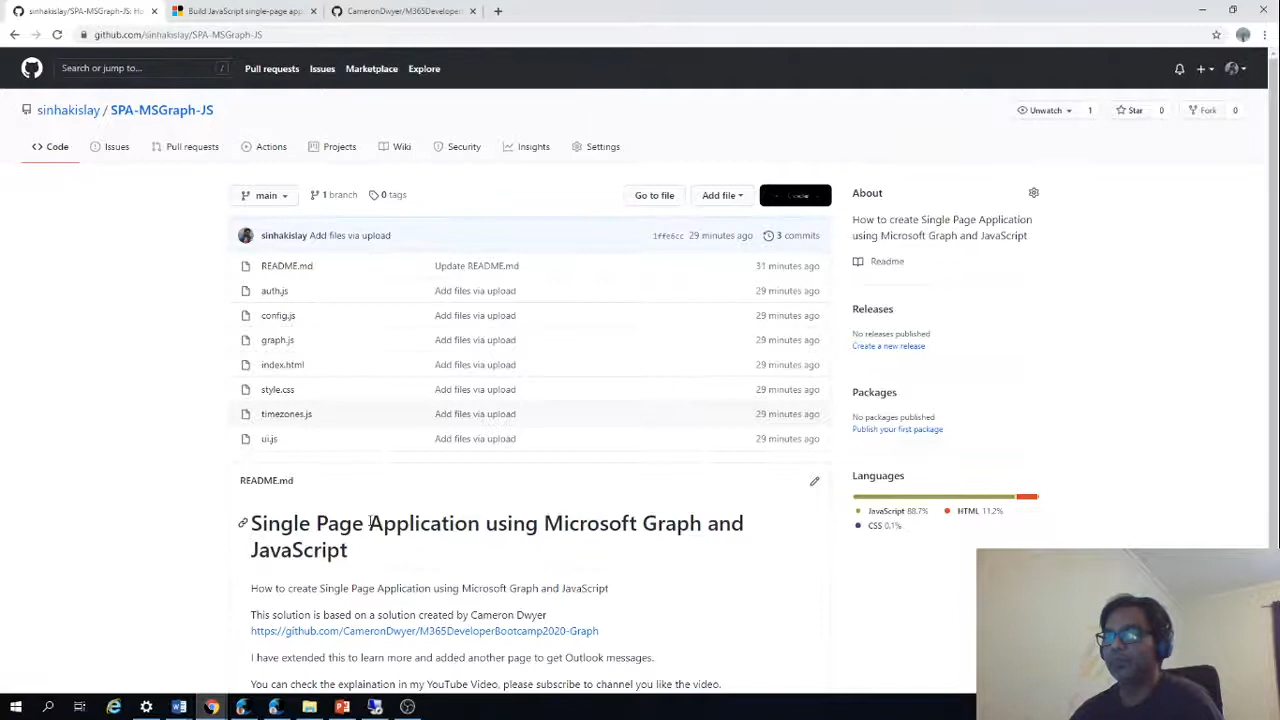 sinhakislay/SPA-MSGraph-JS: Ho
Build JavaScript single-page app
CameronDwyer/M365Developer
github.com/sinhakislay/SPA-MSGraph-JS
Search or jump to...
/
Pull requests
Issues
Marketplace
Explore
sinhakislay / SPA-MSGraph-JS
Unwatch
1
Star
0
Fork
0
Code
Issues
Pull requests
Actions
Projects
Wiki
Security
Insights
Settings
main
1 branch
0 tags
Go to file
Add file
About
How to create Single Page Application
using Microsoft Graph and JavaScript
Readme
sinhakislay Add files via upload
1ffe6cc 29 minutes ago
3 commits
README.md Update README.md 31 minutes ago
auth.js Add files via upload 29 minutes ago
config.js Add files via upload 29 minutes ago
graph.js Add files via upload 29 minutes ago
index.html Add files via upload 29 minutes ago
style.css Add files via upload 29 minutes ago
timezones.js Add files via upload 29 minutes ago
ui.js Add files via upload 29 minutes ago
Releases
No releases published
Create a new release
Packages
No packages published
Publish your first package
Languages
JavaScript 88.7%
HTML 11.2%
CSS 0.1%
README.md
Single Page Application using Microsoft Graph and
JavaScript
How to create Single Page Application using Microsoft Graph and JavaScript
This solution is based on a solution created by Cameron Dwyer
https://github.com/CameronDwyer/M365DeveloperBootcamp2020-Graph
I have extended this to learn more and added another page to get Outlook messages.
You can check the explaination in my YouTube Video, please subscribe to channel you like the video.